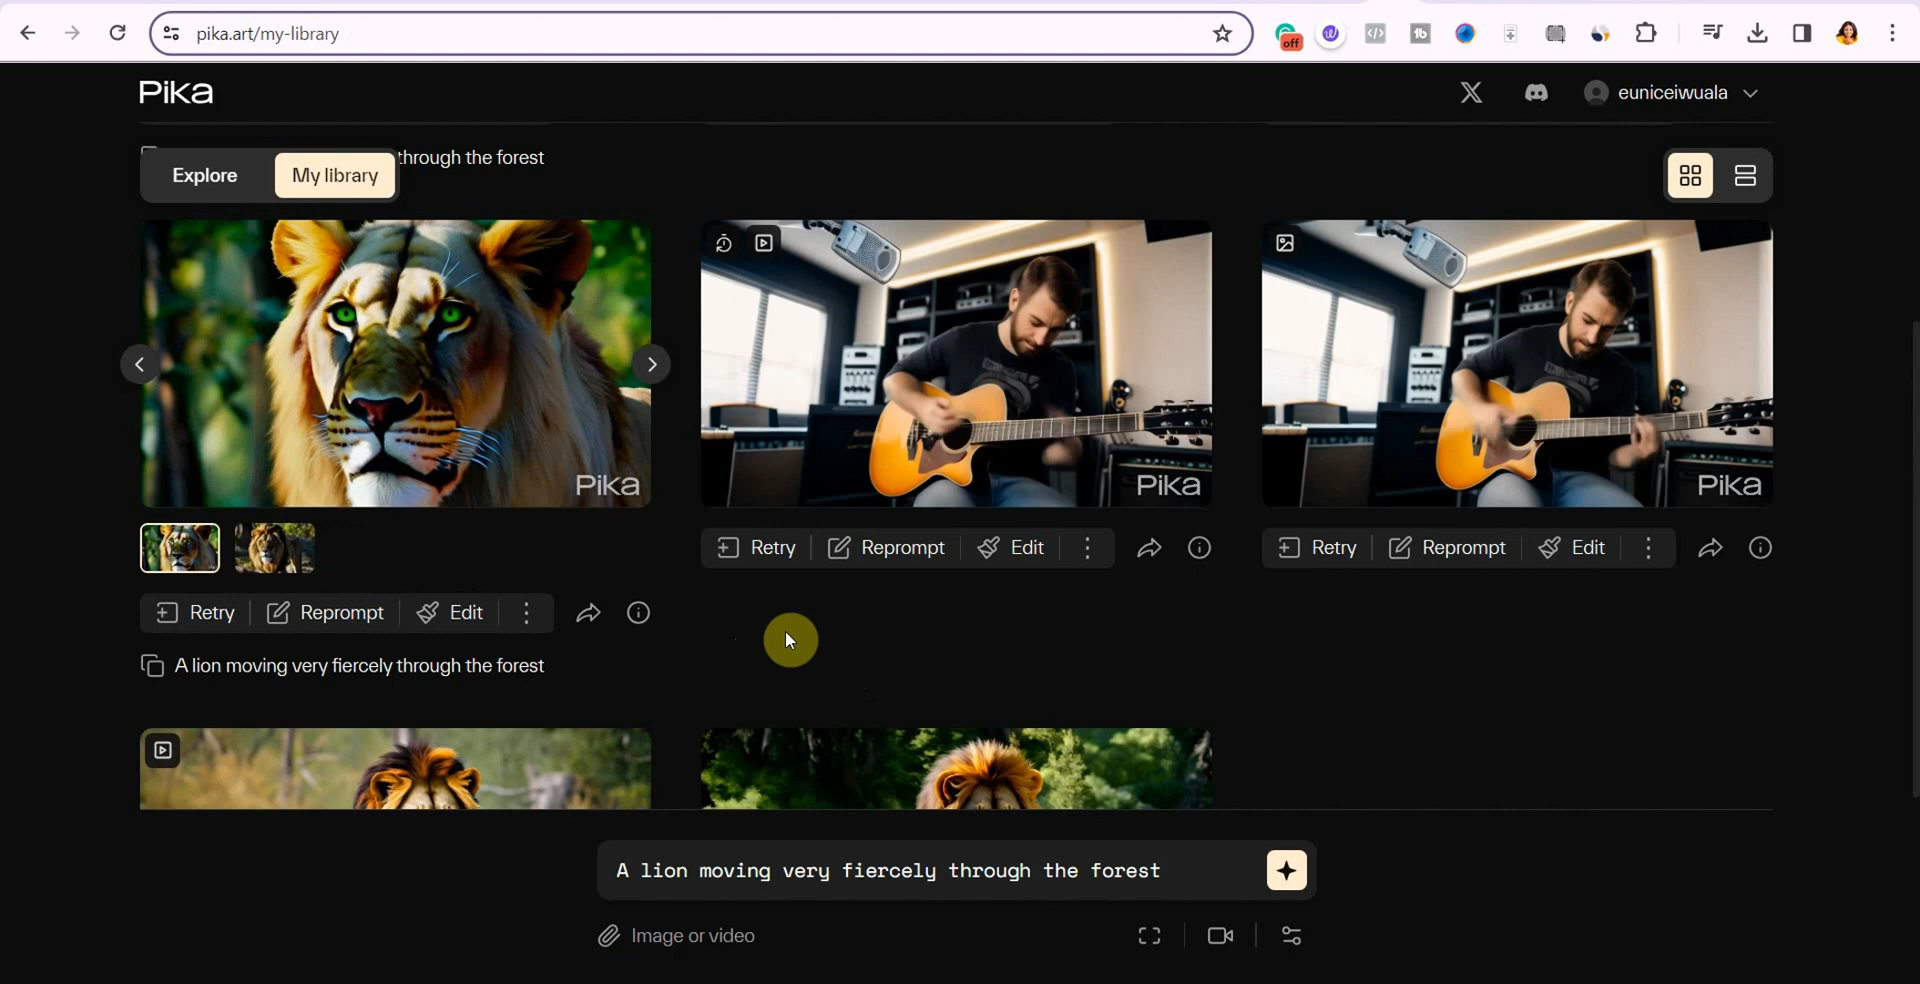 pika.art/my-library
off
tb
Pika
euniceiwuala
through the forest
Explore
My library
Pika
Pika
Pika
Retry
Reprompt
Edit
Retry
Reprompt
Edit
Retry
Reprompt
Edit
A lion moving very fiercely through the forest
A lion moving very fiercely through the forest
Image or video